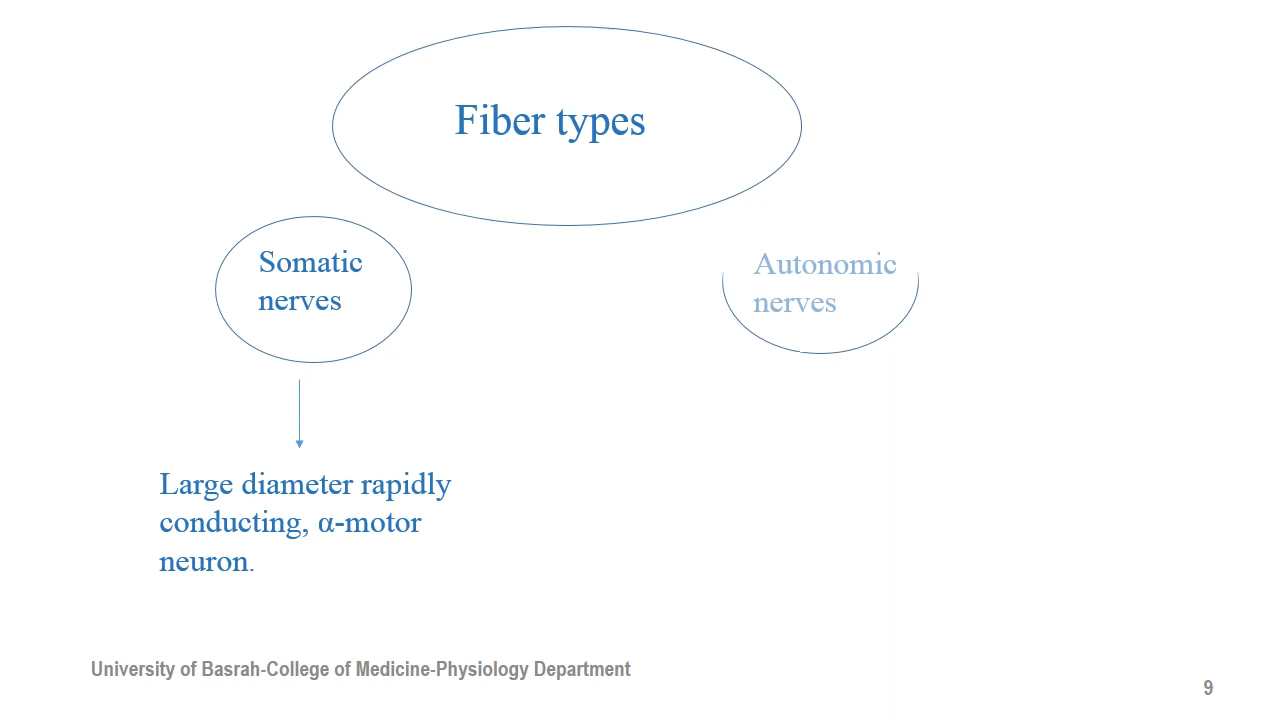 Fiber types
Somatic
nerves
Autonomic
nerves
Large diameter rapidly
conducting, α-motor
neuron.
University of Basrah-College of Medicine-Physiology Department
9